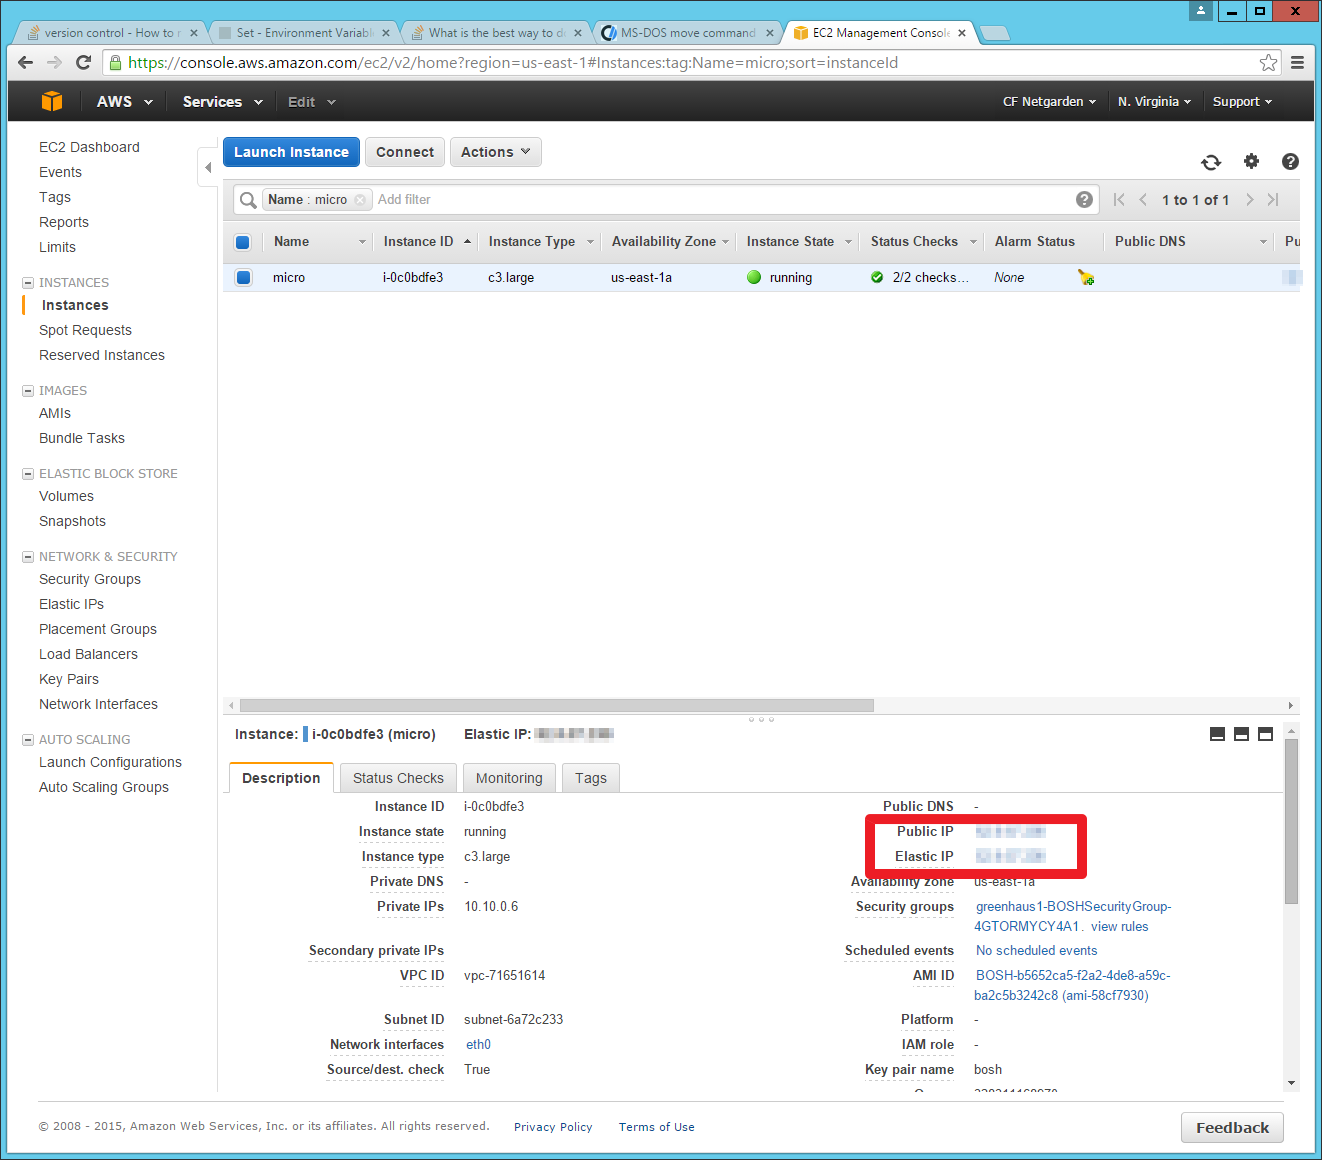 version control - How to r
Set - Environment Variabl
What is the best way to d
MS-DOS move command
EC2 Management Console
https://console.aws.amazon.com/ec2/v2/home?region=us-east-1#Instances:tag:Name=micro;sort=instanceId
AWS Services Edit CF Netgarden N. Virginia Support
EC2 Dashboard
Events
Tags
Reports
Limits
INSTANCES
Instances
Spot Requests
Reserved Instances
IMAGES
AMIs
Bundle Tasks
ELASTIC BLOCK STORE
Volumes
Snapshots
NETWORK & SECURITY
Security Groups
Elastic IPs
Placement Groups
Load Balancers
Key Pairs
Network Interfaces
AUTO SCALING
Launch Configurations
Auto Scaling Groups
Launch Instance Connect Actions
Name : micro Add filter 1 to 1 of 1
Name Instance ID Instance Type Availability Zone Instance State Status Checks Alarm Status Public DNS Pu
micro i-0c0bdfe3 c3.large us-east-1a running 2/2 checks... None
Instance: i-0c0bdfe3 (micro) Elastic IP:
Description Status Checks Monitoring Tags
Instance ID i-0c0bdfe3
Instance state running
Instance type c3.large
Private DNS -
Private IPs 10.10.0.6
Secondary private IPs
VPC ID vpc-71651614
Subnet ID subnet-6a72c233
Network interfaces eth0
Source/dest. check True
Public DNS -
Public IP
Elastic IP
Availability zone us-east-1a
Security groups greenhaus1-BOSHSecurityGroup-
4GTORMYCY4A1. view rules
Scheduled events No scheduled events
AMI ID BOSH-b5652ca5-f2a2-4de8-a59c-
ba2c5b3242c8 (ami-58cf7930)
Platform -
IAM role -
Key pair name bosh
© 2008 - 2015, Amazon Web Services, Inc. or its affiliates. All rights reserved. Privacy Policy Terms of Use
Feedback